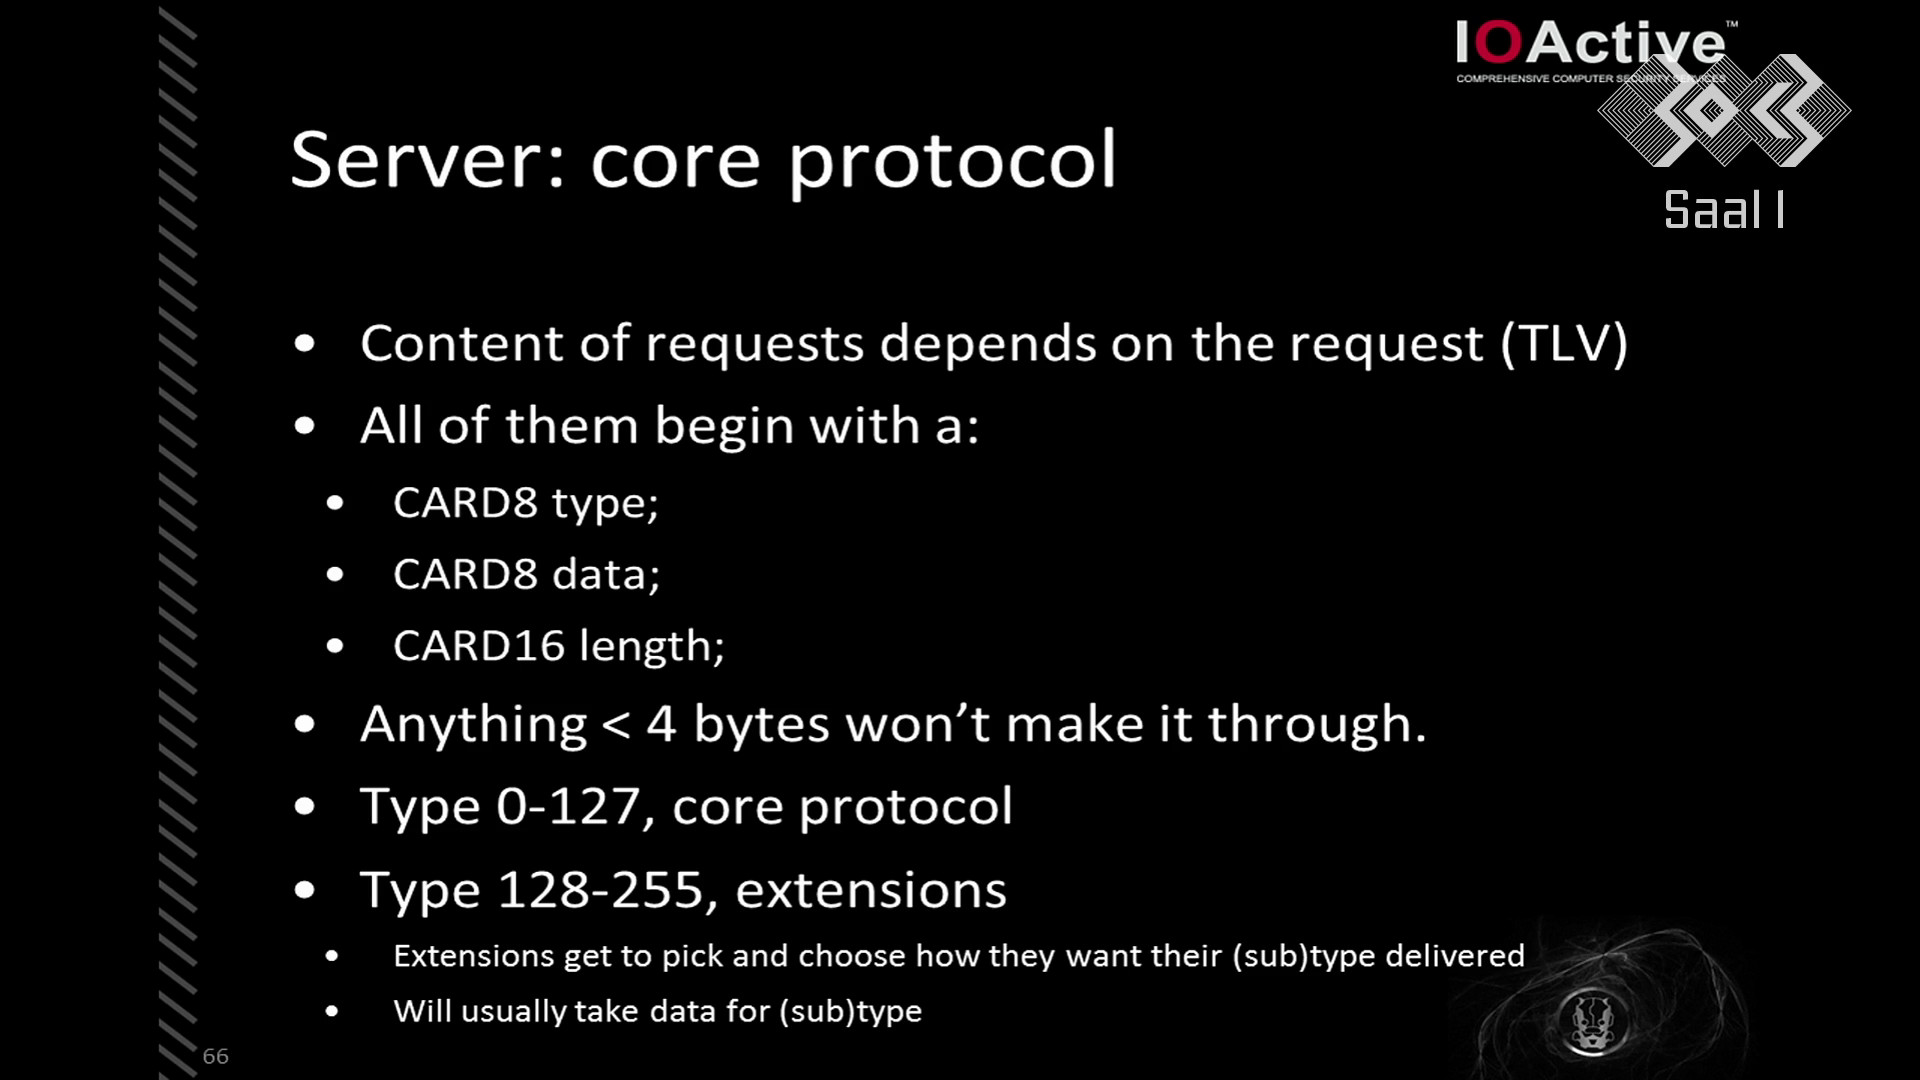 IOActive™
COMPREHENSIVE COMPUTER SECURITY SERVICES
Saal 1
Server: core protocol
• Content of requests depends on the request (TLV)
• All of them begin with a:
• CARD8 type;
• CARD8 data;
• CARD16 length;
• Anything < 4 bytes won’t make it through.
• Type 0-127, core protocol
• Type 128-255, extensions
• Extensions get to pick and choose how they want their (sub)type delivered
• Will usually take data for (sub)type
66